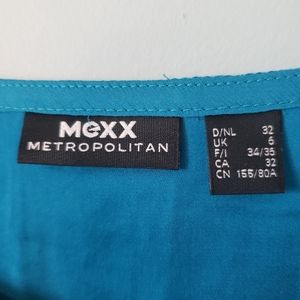 MeXX
METROPOLITAN
D/NL 32
UK 6
F/I 34/36
CA 32
CN 155/80A